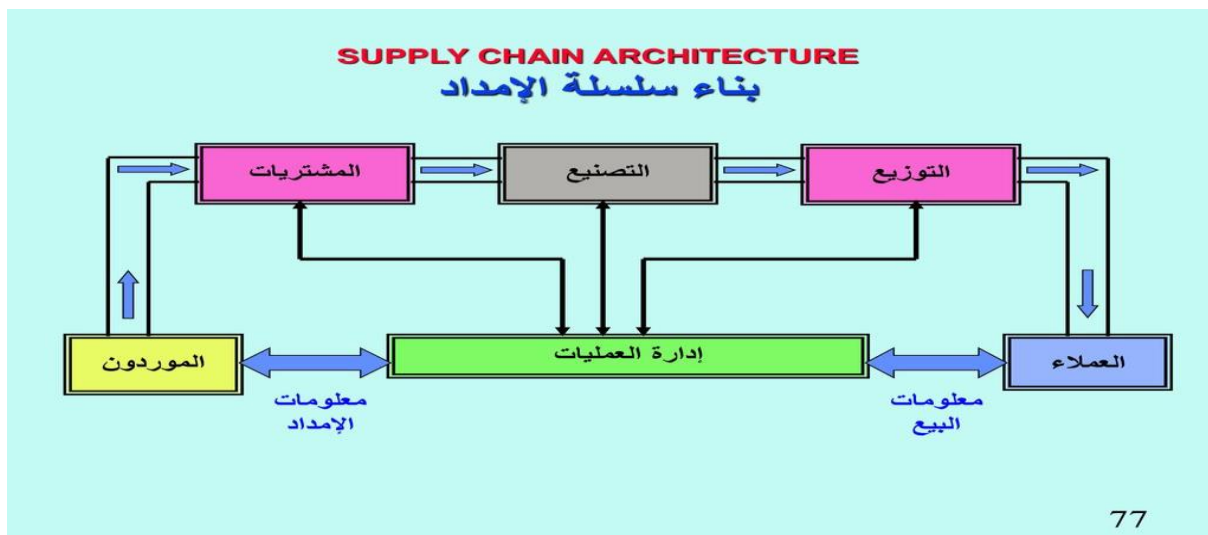 SUPPLY CHAIN ARCHITECTURE
بناء سلسلة الإمداد
المشتريات
التصنيع
التوزيع
الموردون
إدارة العمليات
العملاء
معلومات
الإمداد
معلومات
البيع
77